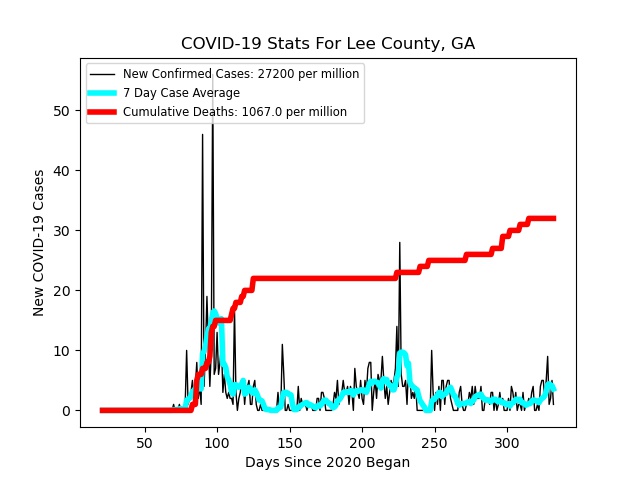 COVID-19 Stats For Lee County, GA
New Confirmed Cases: 27200 per million
7 Day Case Average
Cumulative Deaths: 1067.0 per million
New COVID-19 Cases
50
40
30
20
10
0
50 100 150 200 250 300
Days Since 2020 Began